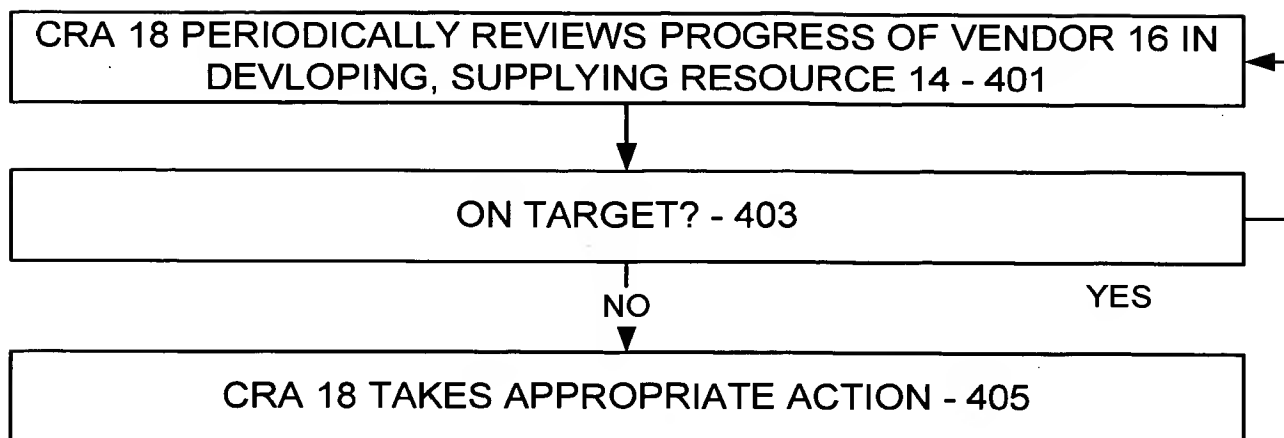 CRA 18 PERIODICALLY REVIEWS PROGRESS OF VENDOR 16 IN
DEVLOPING, SUPPLYING RESOURCE 14 - 401
ON TARGET? - 403
NO
YES
CRA 18 TAKES APPROPRIATE ACTION - 405